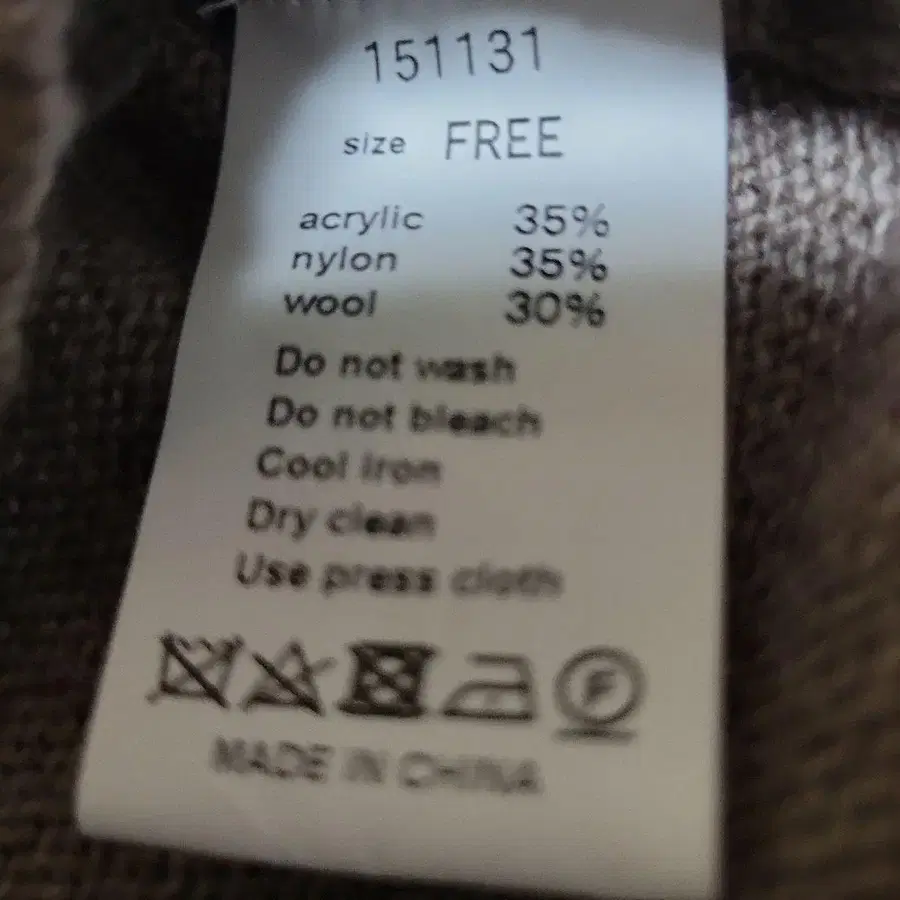 151131
size FREE
acrylic 35%
nylon 35%
wool 30%
Do not wash
Do not bleach
Cool iron
Dry clean
Use press cloth
F
MADE IN CHINA